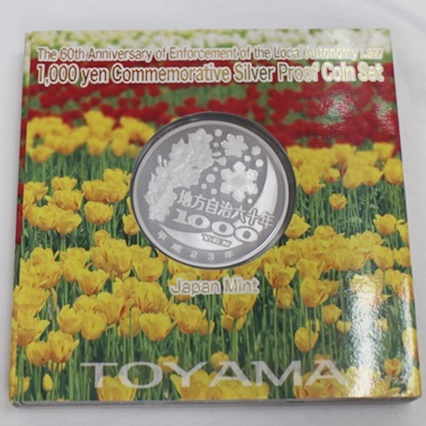 The 60th Anniversary of Enforcement of the Local Autonomy Law
1,000 yen Commemorative Silver Proof Coin Set
地方自治六十年
1000
YEN
平成23年
Japan Mint
TOYAMA